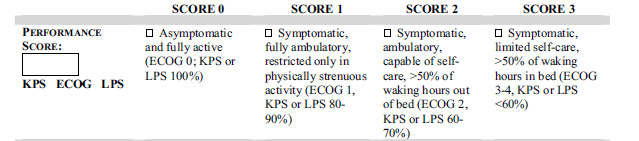 SCORE 0 SCORE 1 SCORE 2 SCORE 3
PERFORMANCE
SCORE:
KPS ECOG LPS
☐ Asymptomatic
and fully active
(ECOG 0; KPS or
LPS 100%)
☐ Symptomatic,
fully ambulatory,
restricted only in
physically strenuous
activity (ECOG 1,
KPS or LPS 80-
90%)
☐ Symptomatic,
ambulatory,
capable of self-
care, >50% of
waking hours out
of bed (ECOG 2,
KPS or LPS 60-
70%)
☐ Symptomatic,
limited self-care,
>50% of waking
hours in bed (ECOG
3-4, KPS or LPS
<60%)